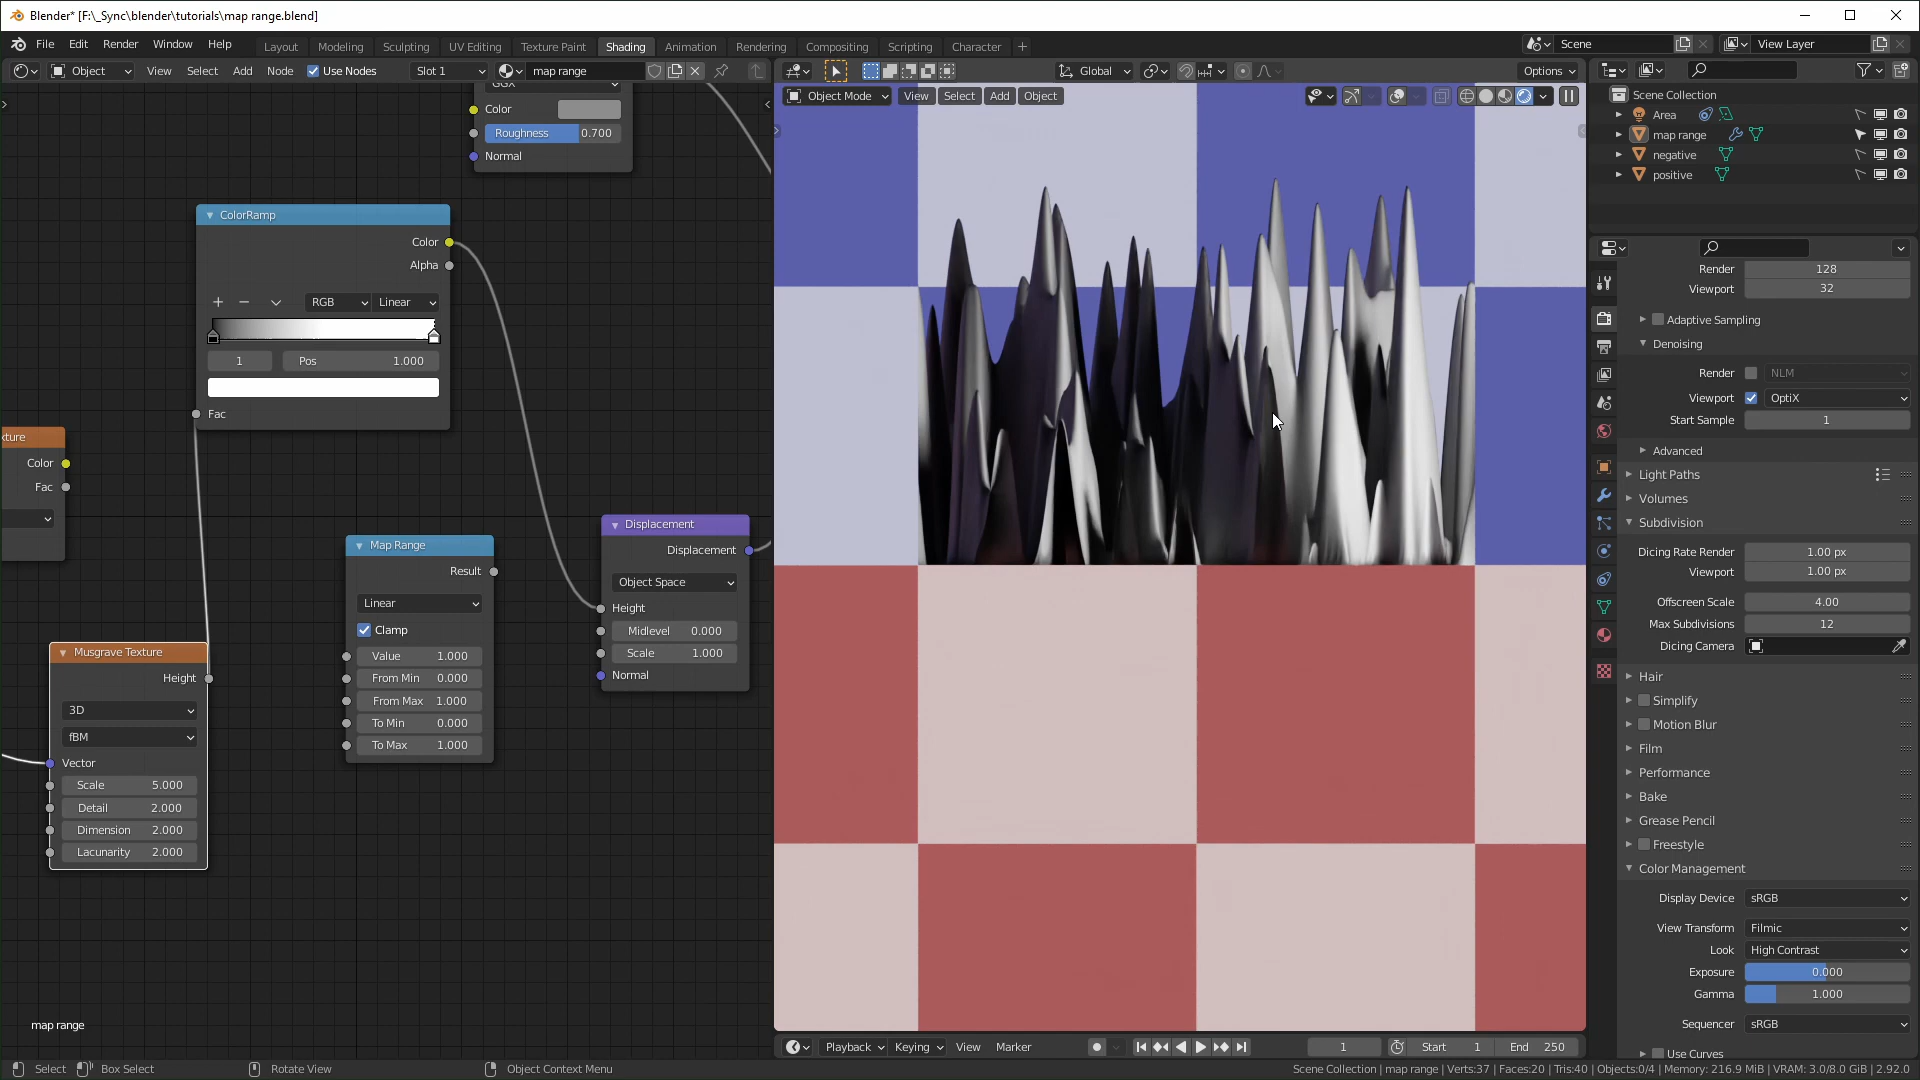 Blender* [F:\_Sync\blender\tutorials\map range.blend]
File Edit Render Window Help Layout Modeling Sculpting UV Editing Texture Paint Shading Animation Rendering Compositing Scripting Character + Scene View Layer
Object View Select Add Node Use Nodes Slot 1 map range Global Options
Object Mode View Select Add Object
GGX
Color
Roughness 0.700
Normal
ColorRamp
Color
Alpha
RGB Linear
1 Pos 1.000
Fac
xture
Color
Fac
Map Range
Result
Linear
Clamp
Value 1.000
From Min 0.000
From Max 1.000
To Min 0.000
To Max 1.000
Displacement
Displacement
Object Space
Height
Midlevel 0.000
Scale 1.000
Normal
Musgrave Texture
Height
3D
fBM
Vector
Scale 5.000
Detail 2.000
Dimension 2.000
Lacunarity 2.000
map range
Scene Collection
Area
map range
negative
positive
Render 128
Viewport 32
Adaptive Sampling
Denoising
Render NLM
Viewport OptiX
Start Sample 1
Advanced
Light Paths
Volumes
Subdivision
Dicing Rate Render 1.00 px
Viewport 1.00 px
Offscreen Scale 4.00
Max Subdivisions 12
Dicing Camera
Hair
Simplify
Motion Blur
Film
Performance
Bake
Grease Pencil
Freestyle
Color Management
Display Device sRGB
View Transform Filmic
Look High Contrast
Exposure 0.000
Gamma 1.000
Sequencer sRGB
Use Curves
Playback Keying View Marker 1 Start 1 End 250
Select Box Select Rotate View Object Context Menu Scene Collection | map range | Verts:37 | Faces:20 | Tris:40 | Objects:0/4 | Memory: 216.9 MiB | VRAM: 3.0/8.0 GiB | 2.92.0